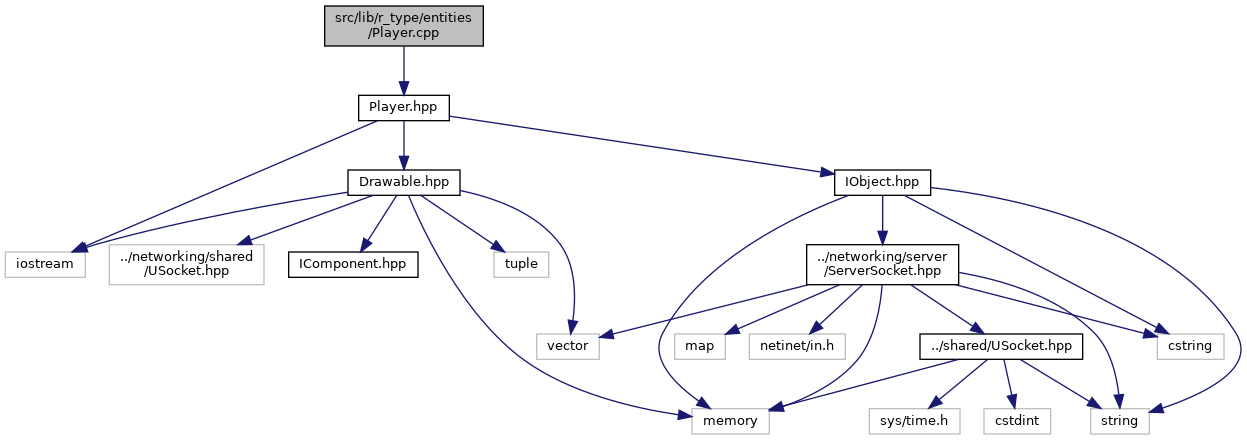 src/lib/r_type/entities
/Player.cpp
Player.hpp
Drawable.hpp
IObject.hpp
iostream
../networking/shared
/USocket.hpp
IComponent.hpp
tuple
../networking/server
/ServerSocket.hpp
vector
map
netinet/in.h
../shared/USocket.hpp
cstring
memory
sys/time.h
cstdint
string